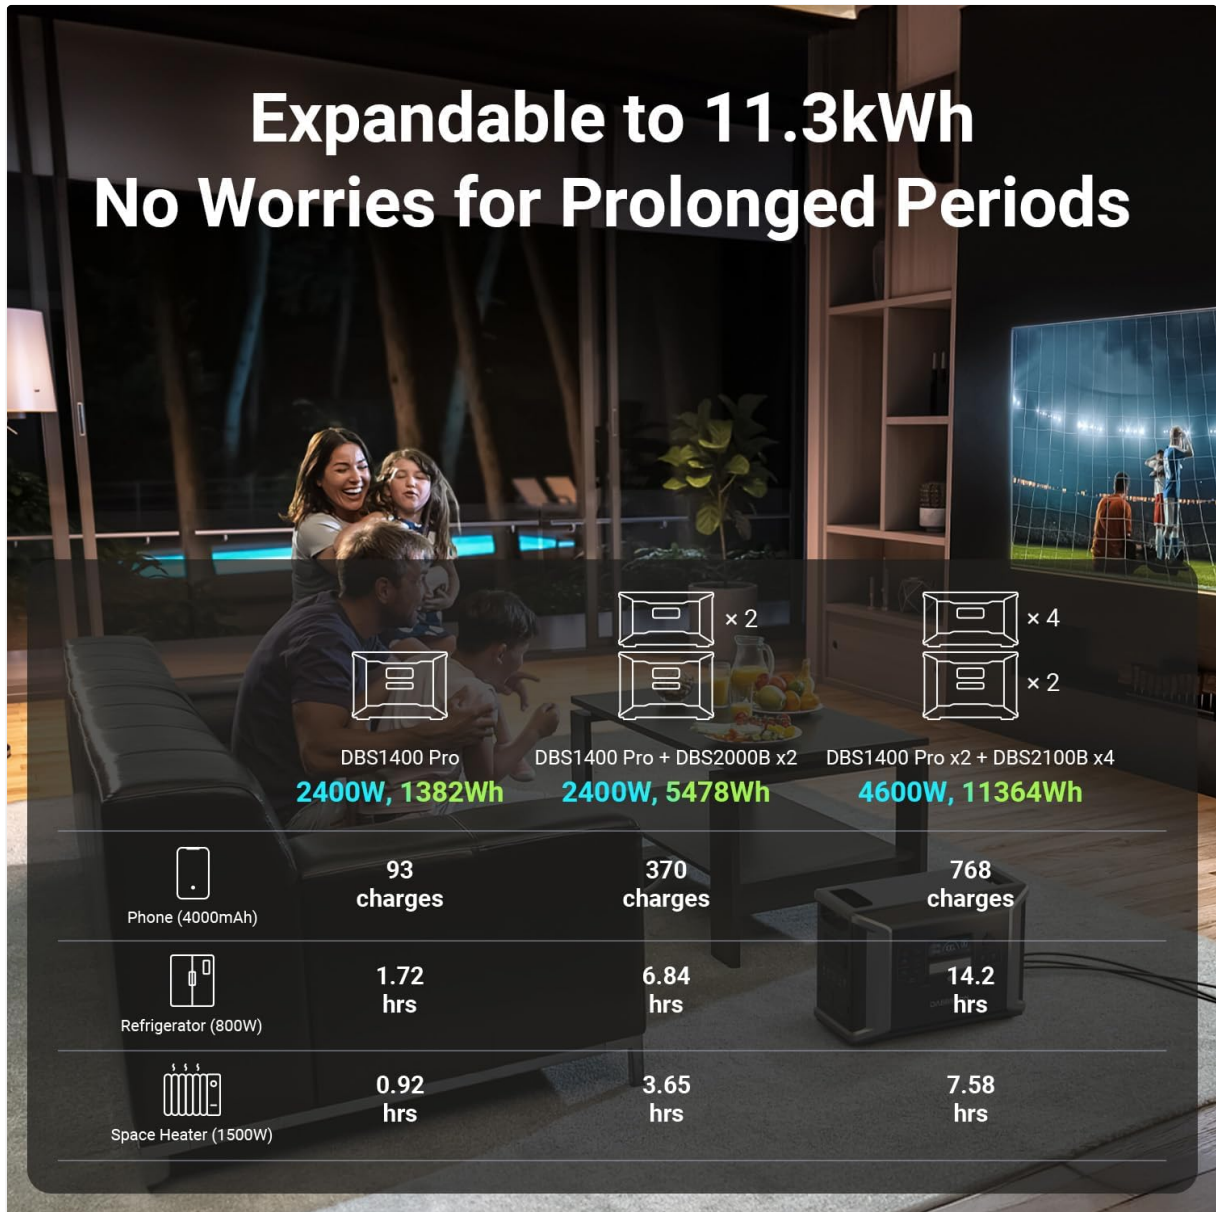 Expandable to 11.3kWh
No Worries for Prolonged Periods
× 2
× 4
× 2
DBS1400 Pro
DBS1400 Pro + DBS2000B x2
DBS1400 Pro x2 + DBS2100B x4
2400W, 1382Wh
2400W, 5478Wh
4600W, 11364Wh
Phone (4000mAh)
93
charges
370
charges
768
charges
Refrigerator (800W)
1.72
hrs
6.84
hrs
14.2
hrs
Space Heater (1500W)
0.92
hrs
3.65
hrs
7.58
hrs